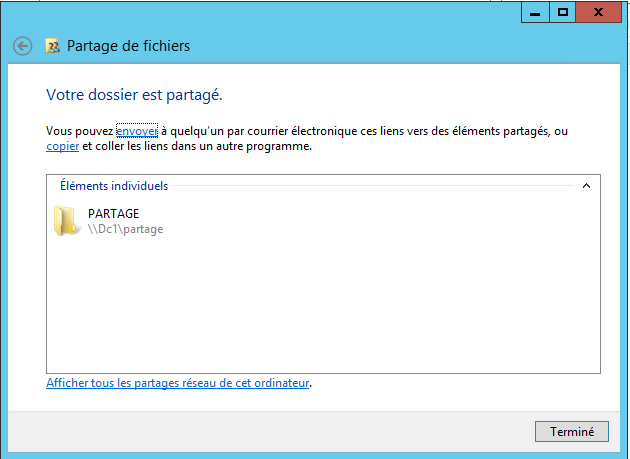 Partage de fichiers
Votre dossier est partagé.
Vous pouvez envoyer à quelqu'un par courrier électronique ces liens vers des éléments partagés, ou
copier et coller les liens dans un autre programme.
Éléments individuels
PARTAGE
\\Dc1\partage
Afficher tous les partages réseau de cet ordinateur.
Terminé